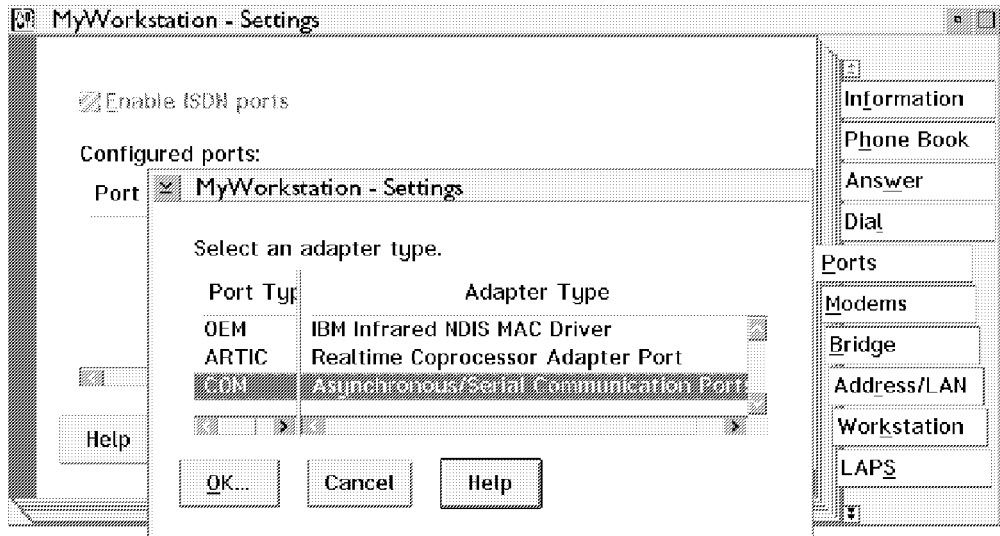 MyWorkstation - Settings
Enable ISDN ports
Configured ports:
Port
MyWorkstation - Settings
Select an adapter type.
Port Typ Adapter Type
OEM IBM Infrared NDIS MAC Driver
ARTIC Realtime Coprocessor Adapter Port
COM Asynchronous/Serial Communication Port
OK... Cancel Help
Help
Information
Phone Book
Answer
Dial
Ports
Modems
Bridge
Address/LAN
Workstation
LAPS